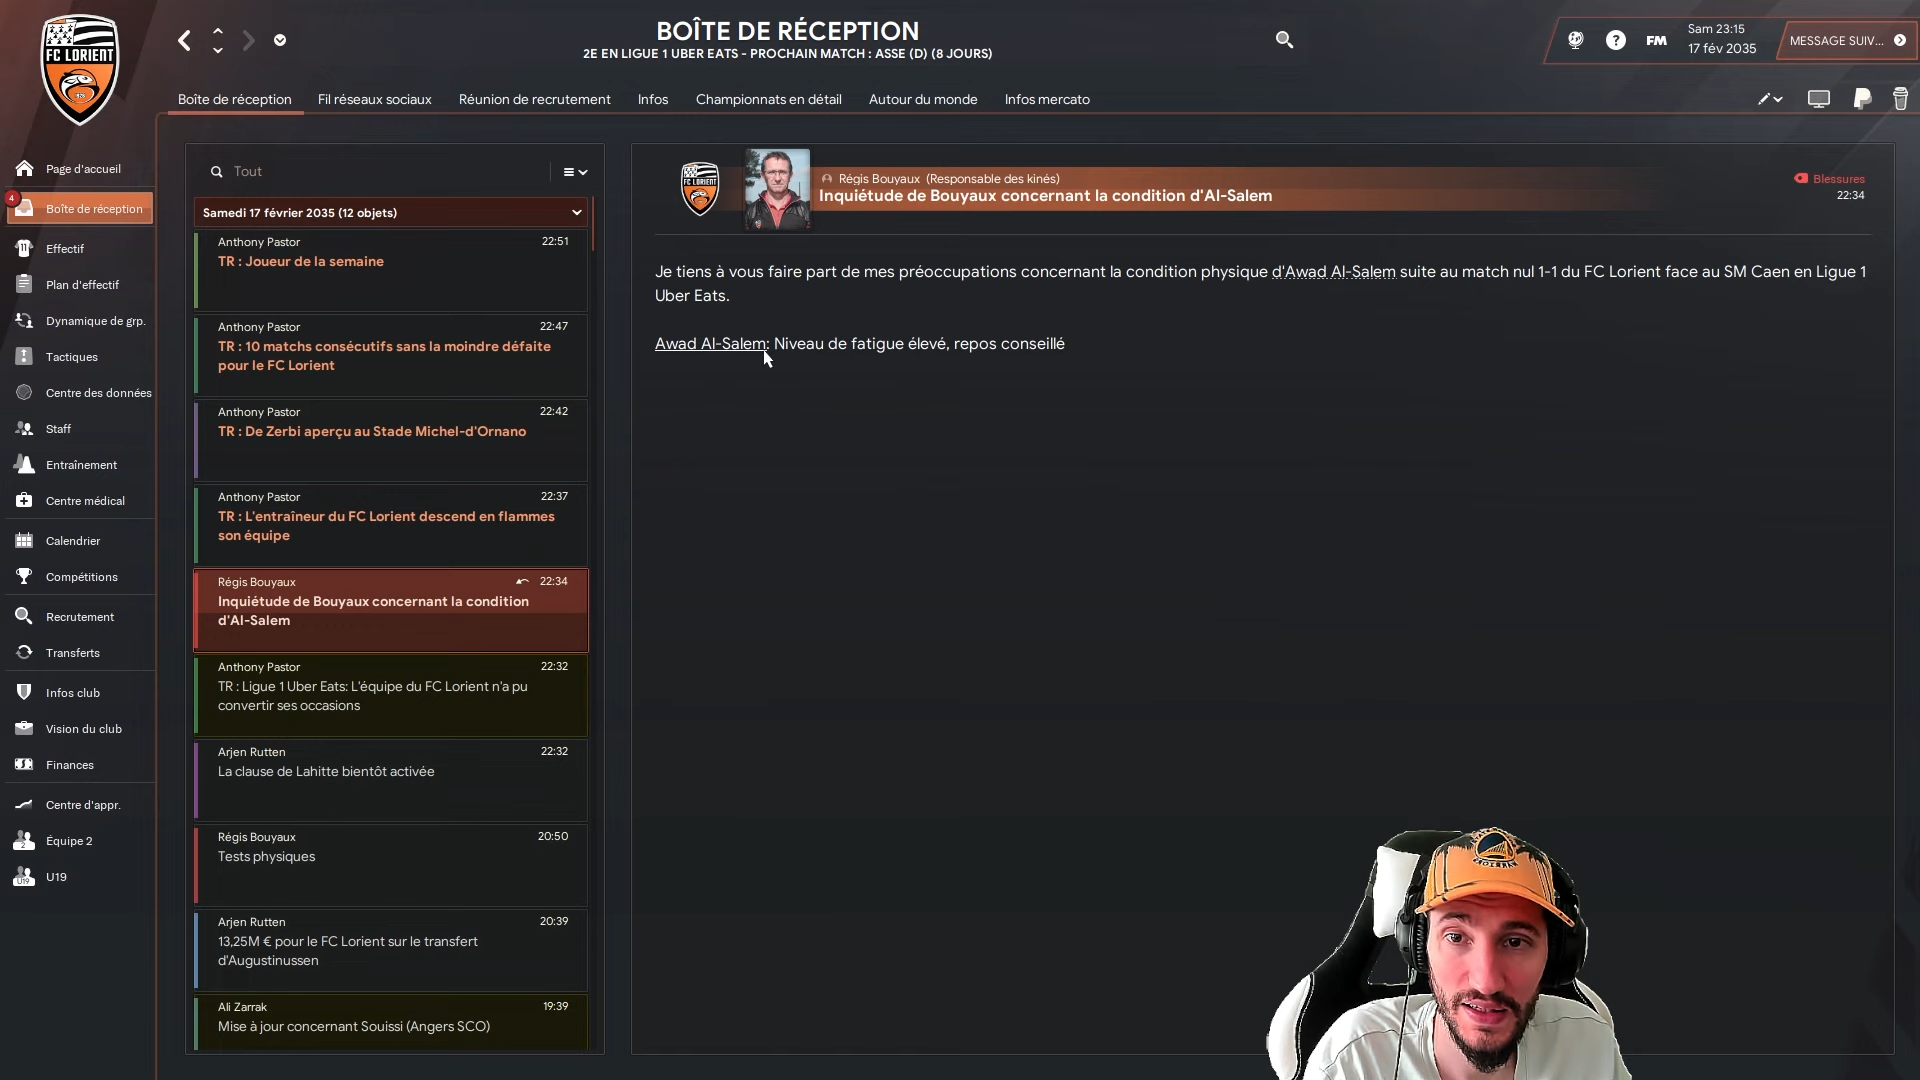 FC LORIENT
BOÎTE DE RÉCEPTION
2E EN LIGUE 1 UBER EATS - PROCHAIN MATCH : ASSE (D) (8 JOURS)
?
FM
Sam 23:15
17 fév 2035
MESSAGE SUIV...
Boîte de réception
Fil réseaux sociaux
Réunion de recrutement
Infos
Championnats en détail
Autour du monde
Infos mercato
Page d'accueil
4
Boîte de réception
Effectif
Plan d'effectif
Dynamique de grp.
Tactiques
Centre des données
Staff
Entraînement
Centre médical
Calendrier
Compétitions
Recrutement
Transferts
Infos club
Vision du club
Finances
Centre d'appr.
2
Équipe 2
U19
U19
Tout
Samedi 17 février 2035 (12 objets)
Anthony Pastor 22:51
TR : Joueur de la semaine
Anthony Pastor 22:47
TR : 10 matchs consécutifs sans la moindre défaite
pour le FC Lorient
Anthony Pastor 22:42
TR : De Zerbi aperçu au Stade Michel-d'Ornano
Anthony Pastor 22:37
TR : L'entraîneur du FC Lorient descend en flammes
son équipe
Régis Bouyaux 22:34
Inquiétude de Bouyaux concernant la condition
d'Al-Salem
Anthony Pastor 22:32
TR : Ligue 1 Uber Eats: L'équipe du FC Lorient n'a pu
convertir ses occasions
Arjen Rutten 22:32
La clause de Lahitte bientôt activée
Régis Bouyaux 20:50
Tests physiques
Arjen Rutten 20:39
13,25M € pour le FC Lorient sur le transfert
d'Augustinussen
Ali Zarrak 19:39
Mise à jour concernant Souissi (Angers SCO)
FC LORIENT
Régis Bouyaux (Responsable des kinés)
Inquiétude de Bouyaux concernant la condition d'Al-Salem
Blessures
22:34
Je tiens à vous faire part de mes préoccupations concernant la condition physique d'Awad Al-Salem suite au match nul 1-1 du FC Lorient face au SM Caen en Ligue 1
Uber Eats.
Awad Al-Salem: Niveau de fatigue élevé, repos conseillé